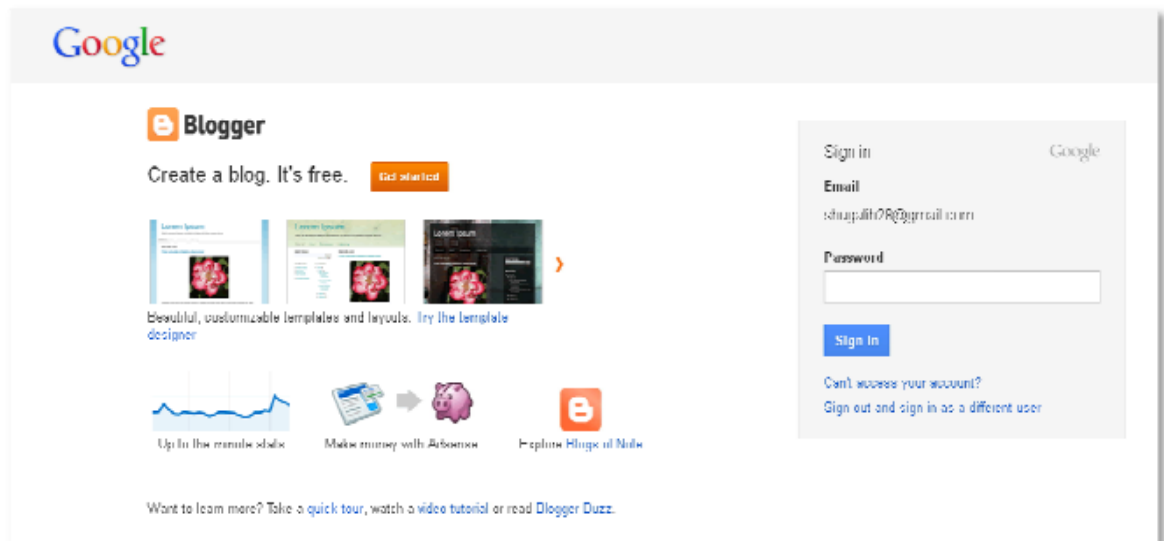 Google
Blogger
Create a blog. It's free.
Get started
Lorem Ipsum
Lorem Ipsum
Lorem Ipsum
Beautiful, customizable templates and layouts. Try the template
designer
Up to the minute stats
Make money with Adsense
Explore Blogs of Note
Want to learn more? Take a quick tour, watch a video tutorial or read Blogger Buzz.
Sign in
Google
Email
Password
Sign in
Can't access your account?
Sign out and sign in as a different user